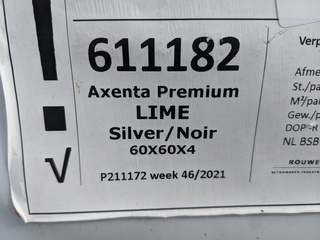 611182
Axenta Premium
LIME
Silver/Noir
60X60X4
√
P211172 week 46/2021
Verp
Afme
St./pa
M²/pa
Gew./p
DOP-R
NL BSB
ROUWE